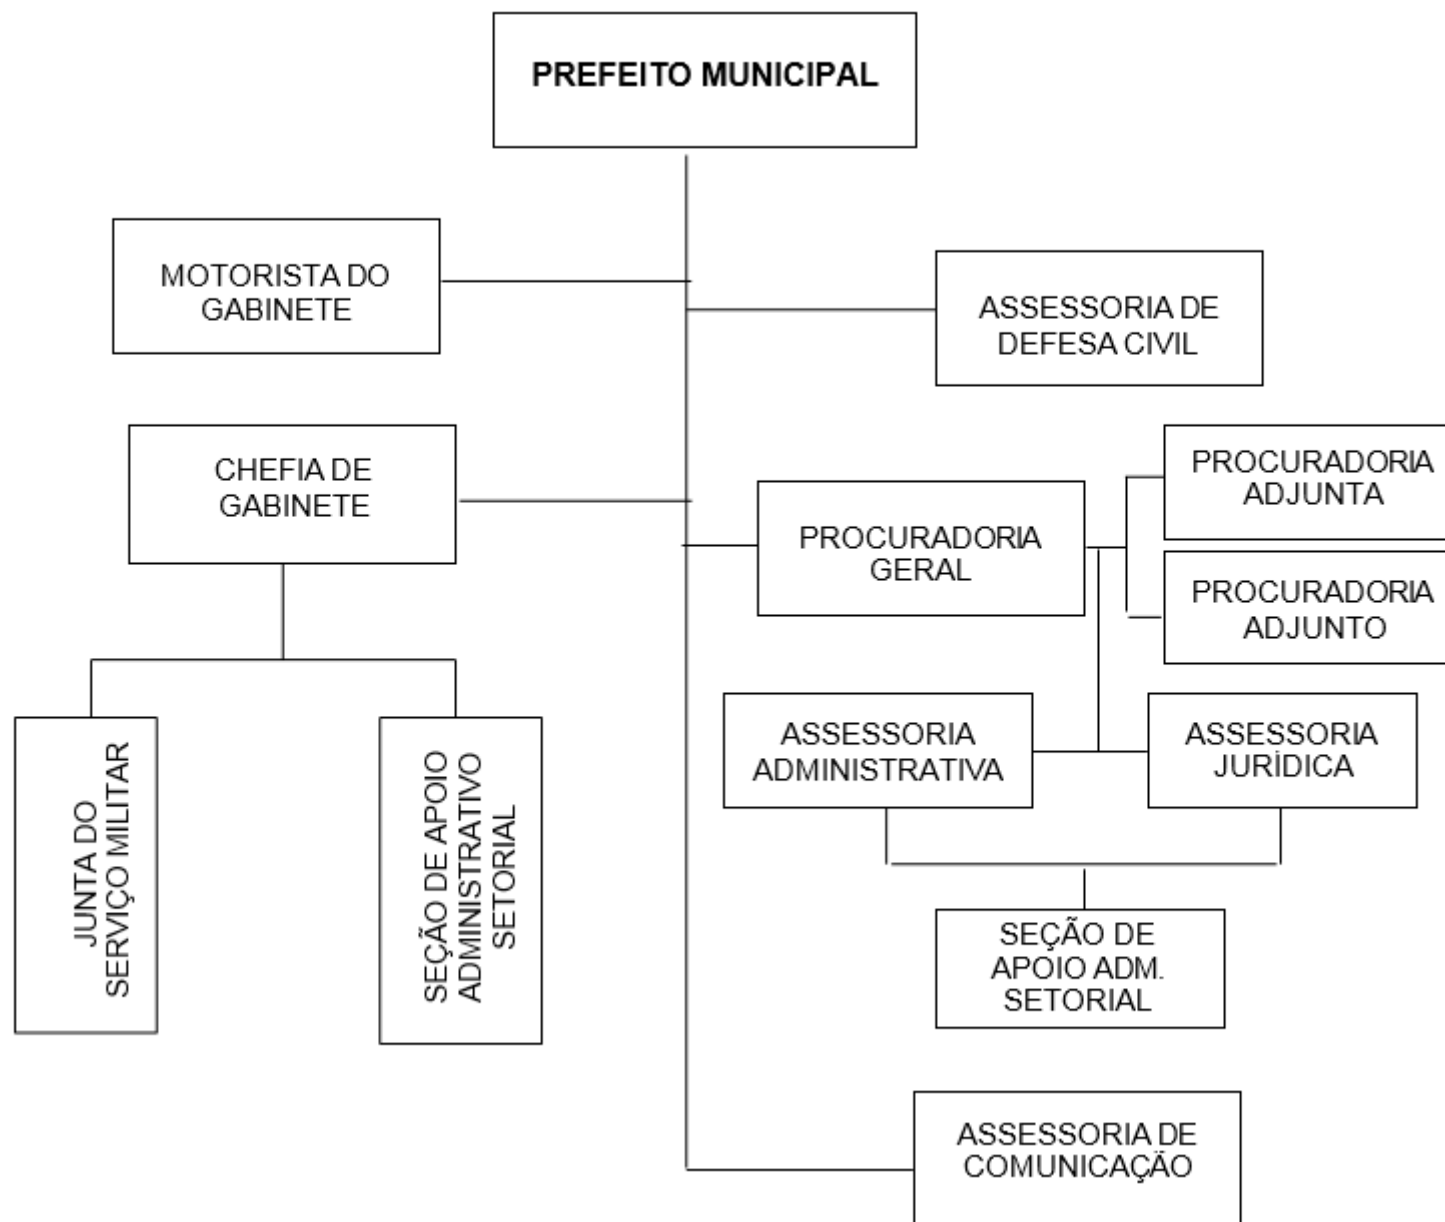 PREFEITO MUNICIPAL
MOTORISTA DO
GABINETE
ASSESSORIA DE
DEFESA CIVIL
CHEFIA DE
GABINETE
PROCURADORIA
GERAL
PROCURADORIA
ADJUNTA
PROCURADORIA
ADJUNTO
JUNTA DO
SERVIÇO MILITAR
SEÇÃO DE APOIO
ADMINISTRATIVO
SETORIAL
ASSESSORIA
ADMINISTRATIVA
ASSESSORIA
JURÍDICA
SEÇÃO DE
APOIO ADM.
SETORIAL
ASSESSORIA DE
COMUNICAÇÃO